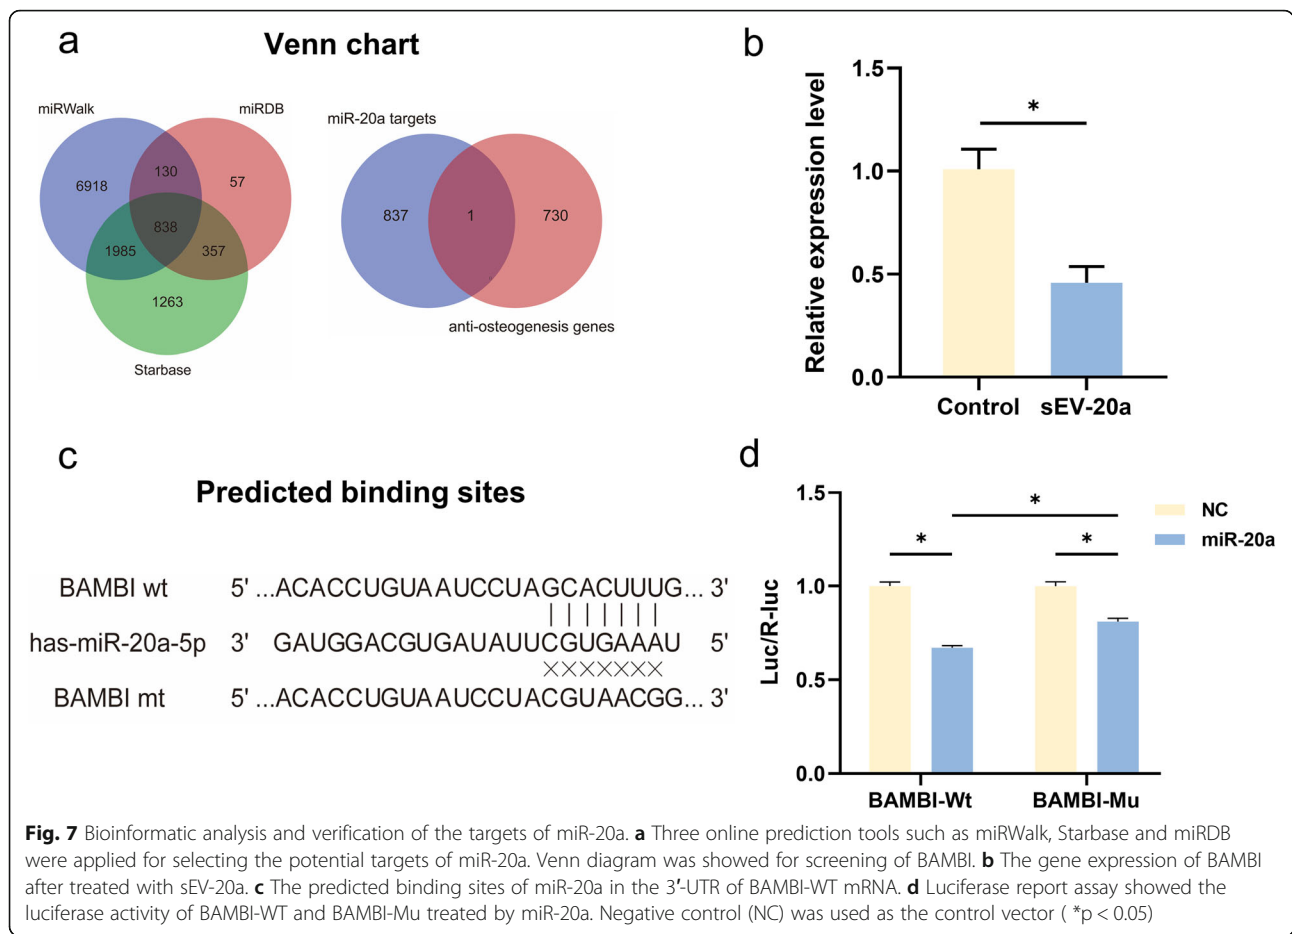 a
Venn chart
miRWalk
miRDB
6918
130
57
838
1985
357
1263
Starbase
miR-20a targets
837
1
730
anti-osteogenesis genes
b
Relative expression level
1.5
1.0
0.5
0.0
*
Control sEV-20a
c
Predicted binding sites
BAMBI wt 5' ...ACACCUGUAAUCCUAGCACUUUG... 3'
has-miR-20a-5p 3' GAUGGACGUGAUAUUCGUGAAAU 5'
BAMBI mt 5' ...ACACCUGUAAUCCUACGUAACGG... 3'
d
Luc/R-luc
1.5
1.0
0.5
0.0
*
*
*
NC
miR-20a
BAMBI-Wt BAMBI-Mu
Fig. 7 Bioinformatic analysis and verification of the targets of miR-20a. a Three online prediction tools such as miRWalk, Starbase and miRDB
were applied for selecting the potential targets of miR-20a. Venn diagram was showed for screening of BAMBI. b The gene expression of BAMBI
after treated with sEV-20a. c The predicted binding sites of miR-20a in the 3′-UTR of BAMBI-WT mRNA. d Luciferase report assay showed the
luciferase activity of BAMBI-WT and BAMBI-Mu treated by miR-20a. Negative control (NC) was used as the control vector ( *p < 0.05)